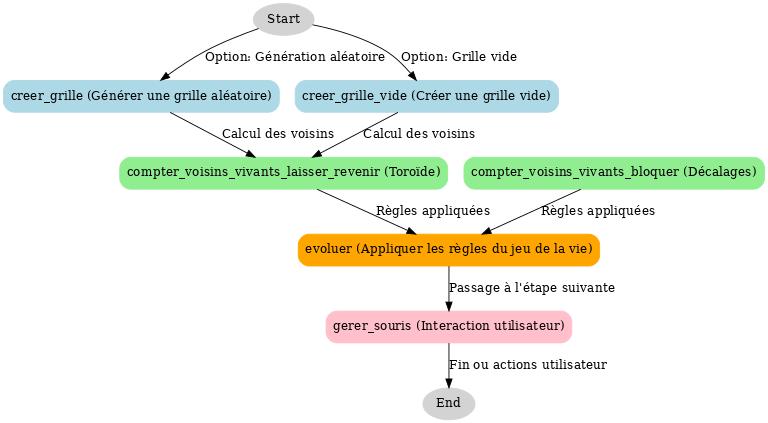 Start
Option: Génération aléatoire
Option: Grille vide
creer_grille (Générer une grille aléatoire)
creer_grille_vide (Créer une grille vide)
Calcul des voisins
Calcul des voisins
compter_voisins_vivants_laisser_revenir (Toroïde)
compter_voisins_vivants_bloquer (Décalages)
Règles appliquées
Règles appliquées
evoluer (Appliquer les règles du jeu de la vie)
Passage à l'étape suivante
gerer_souris (Interaction utilisateur)
Fin ou actions utilisateur
End